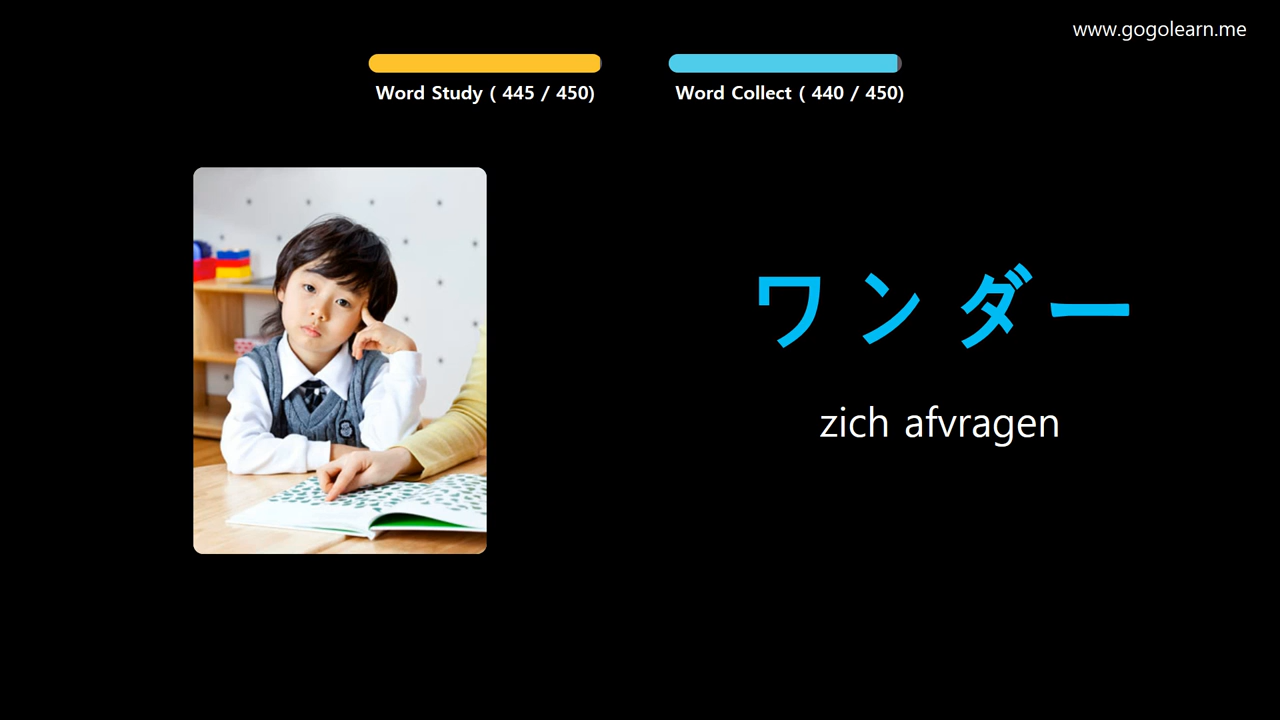 www.gogolearn.me
Word Study ( 445 / 450)
Word Collect ( 440 / 450)
ワンダー
zich afvragen